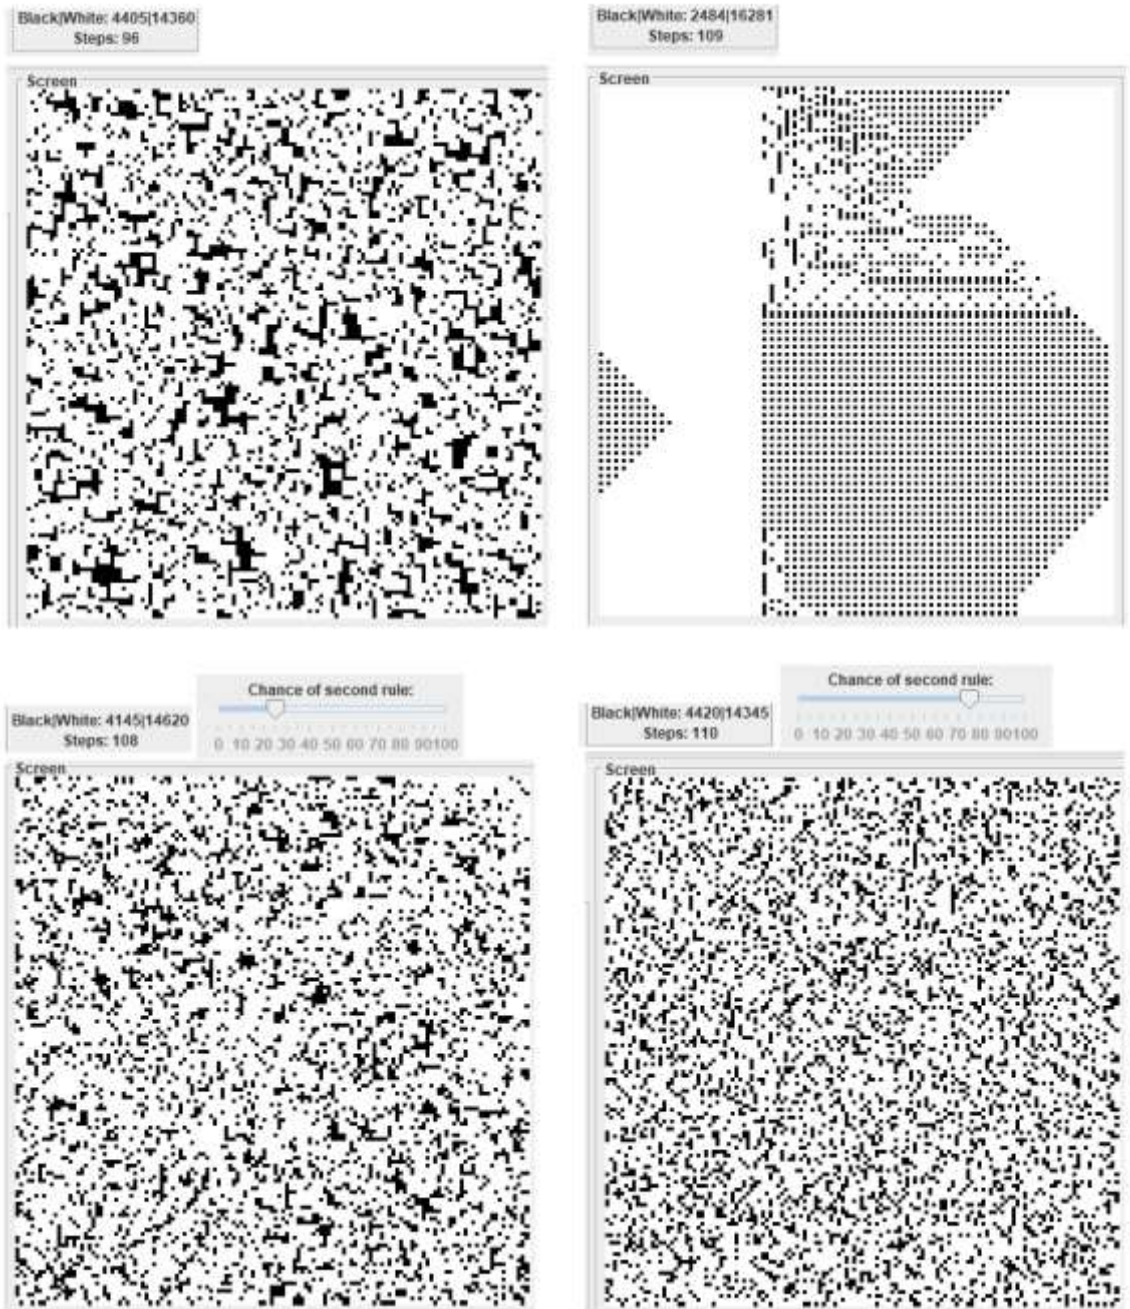 Black|White: 4405|14360
Steps: 96
Screen
Black|White: 2484|16281
Steps: 109
Screen
Chance of second rule:
0 10 20 30 40 50 60 70 80 90100
Black|White: 4145|14620
Steps: 108
Screen
Chance of second rule:
0 10 20 30 40 50 60 70 80 90100
Black|White: 4420|14345
Steps: 110
Screen